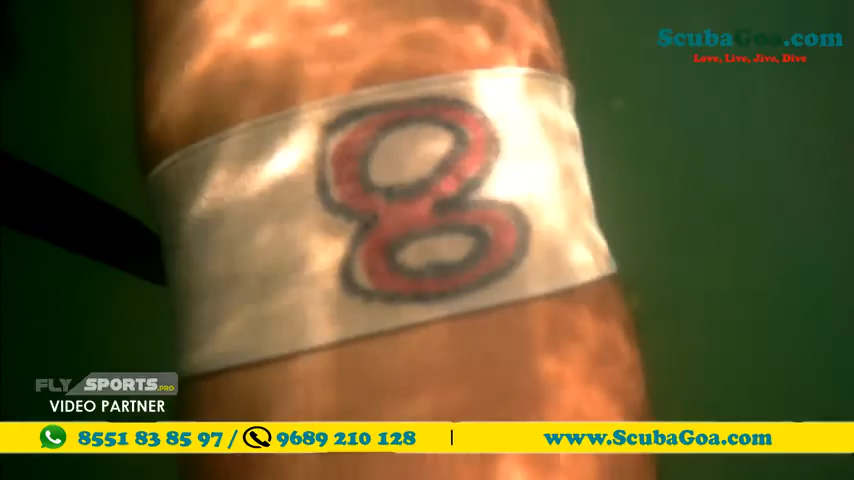 ScubaGoa.com
Love, Live, Jive, Dive
8
FLY SPORTS.PRO
VIDEO PARTNER
8551 83 85 97 / 9689 210 128 | www.ScubaGoa.com